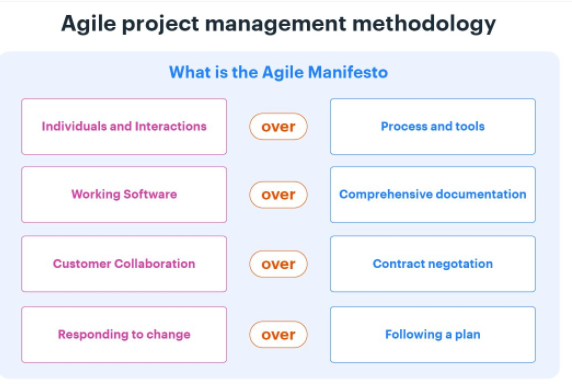 Agile project management methodology
What is the Agile Manifesto
Individuals and Interactions over Process and tools
Working Software over Comprehensive documentation
Customer Collaboration over Contract negotation
Responding to change over Following a plan